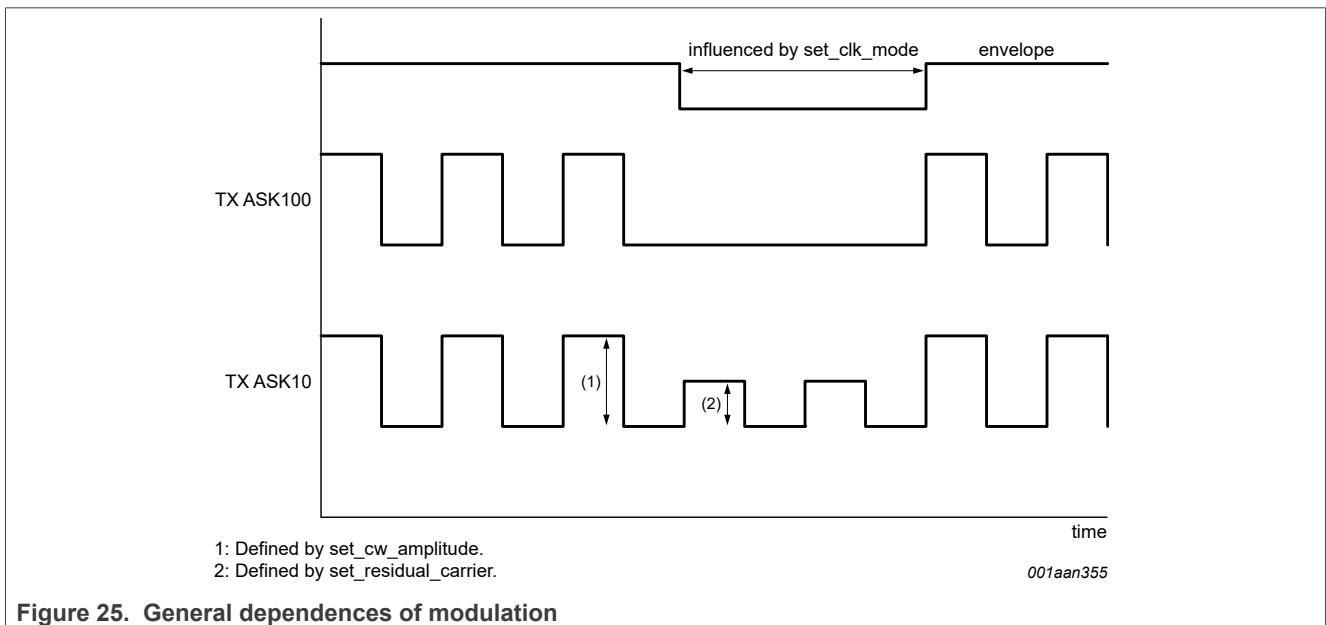 influenced by set_clk_mode
envelope
TX ASK100
TX ASK10
(1)
(2)
time
1: Defined by set_cw_amplitude.
2: Defined by set_residual_carrier.
001aan355
Figure 25. General dependences of modulation